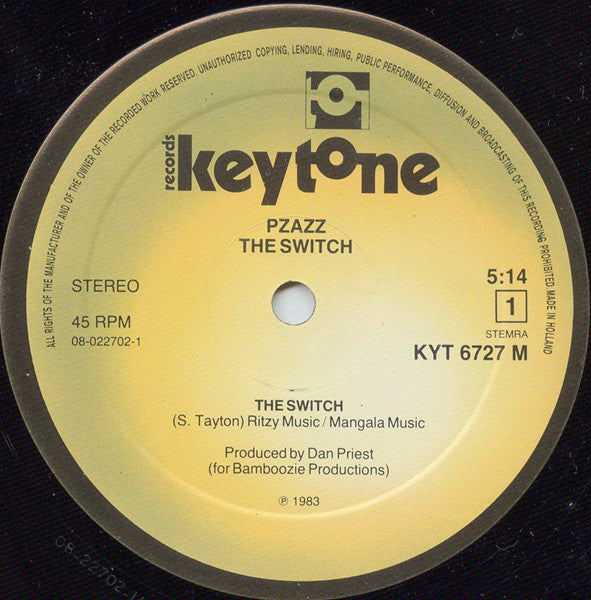 ALL RIGHTS OF THE MANUFACTURER AND OF THE OWNER OF THE RECORDED WORK RESERVED. UNAUTHORIZED COPYING, LENDING, HIRING, PUBLIC PERFORMANCE, DIFFUSION AND BROADCASTING OF THIS RECORDING PROHIBITED. MADE IN HOLLAND
records
keytone
PZAZZ
THE SWITCH
STEREO
5:14
1
45 RPM
STEMRA
08-022702-1
KYT 6727 M
THE SWITCH
(S. Tayton) Ritzy Music / Mangala Music
Produced by Dan Priest
(for Bamboozie Productions)
℗ 1983